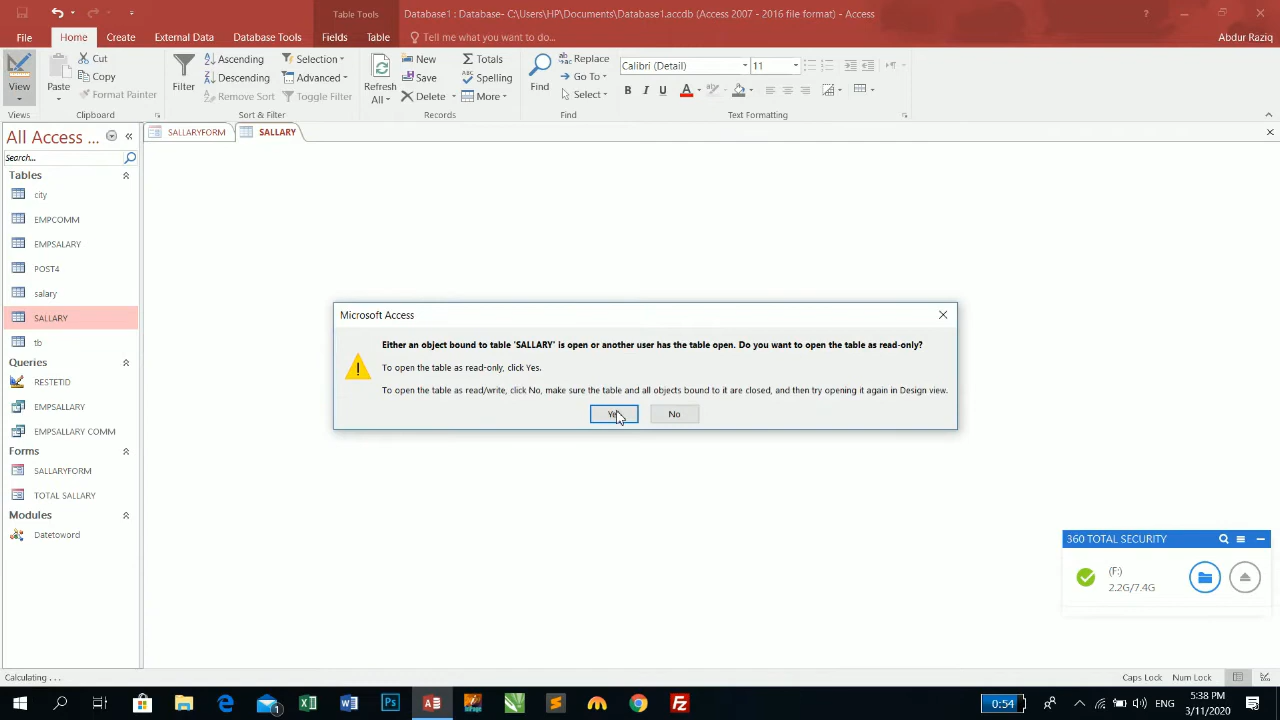 Table Tools
Database1 : Database- C:\Users\HP\Documents\Database1.accdb (Access 2007 - 2016 file format) - Access
File
Home
Create
External Data
Database Tools
Fields
Table
Tell me what you want to do...
Abdur Raziq
View
Views
Paste
Cut
Copy
Format Painter
Clipboard
Filter
Ascending
Descending
Remove Sort
Selection
Advanced
Toggle Filter
Sort & Filter
Refresh
All
New
Save
Delete
Totals
Spelling
More
Records
Find
Replace
Go To
Select
Find
Calibri (Detail)
11
B I U
Text Formatting
All Access ...
Search...
SALLARYFORM
SALLARY
Tables
city
EMPCOMM
EMPSALARY
POST4
salary
SALLARY
tb
Queries
RESTETID
EMPSALLARY
EMPSALLARY COMM
Forms
SALLARYFORM
TOTAL SALLARY
Modules
Datetoword
Microsoft Access
Either an object bound to table 'SALLARY' is open or another user has the table open. Do you want to open the table as read-only?
To open the table as read-only, click Yes.
To open the table as read/write, click No, make sure the table and all objects bound to it are closed, and then try opening it again in Design view.
Yes
No
360 TOTAL SECURITY
(F:)
2.2G/7.4G
Calculating . . .
Caps Lock
Num Lock
0:54
ENG
5:38 PM
3/11/2020